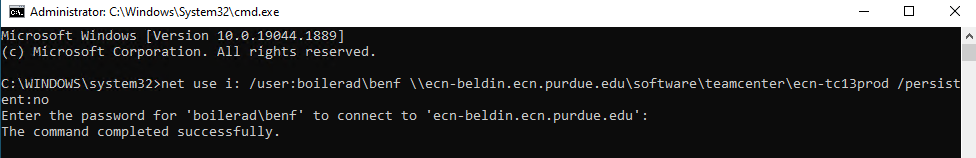 Administrator: C:\Windows\System32\cmd.exe
Microsoft Windows [Version 10.0.19044.1889]
(c) Microsoft Corporation. All rights reserved.
C:\WINDOWS\system32>net use i: /user:boilerad\benf \\ecn-beldin.ecn.purdue.edu\software\teamcenter\ecn-tc13prod /persist
ent:no
Enter the password for 'boilerad\benf' to connect to 'ecn-beldin.ecn.purdue.edu':
The command completed successfully.